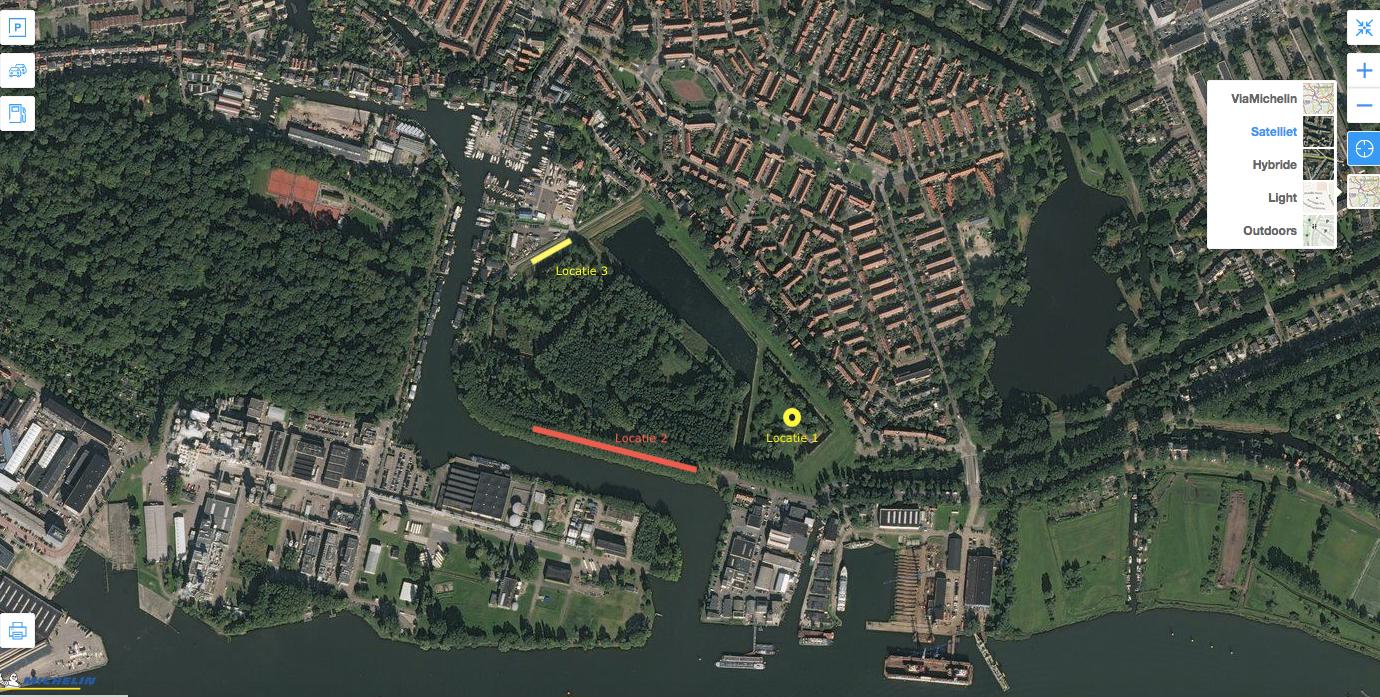 P
ViaMichelin
Satelliet
Hybride
Light
Outdoors
Locatie 3
Locatie 2
Locatie 1
MICHELIN